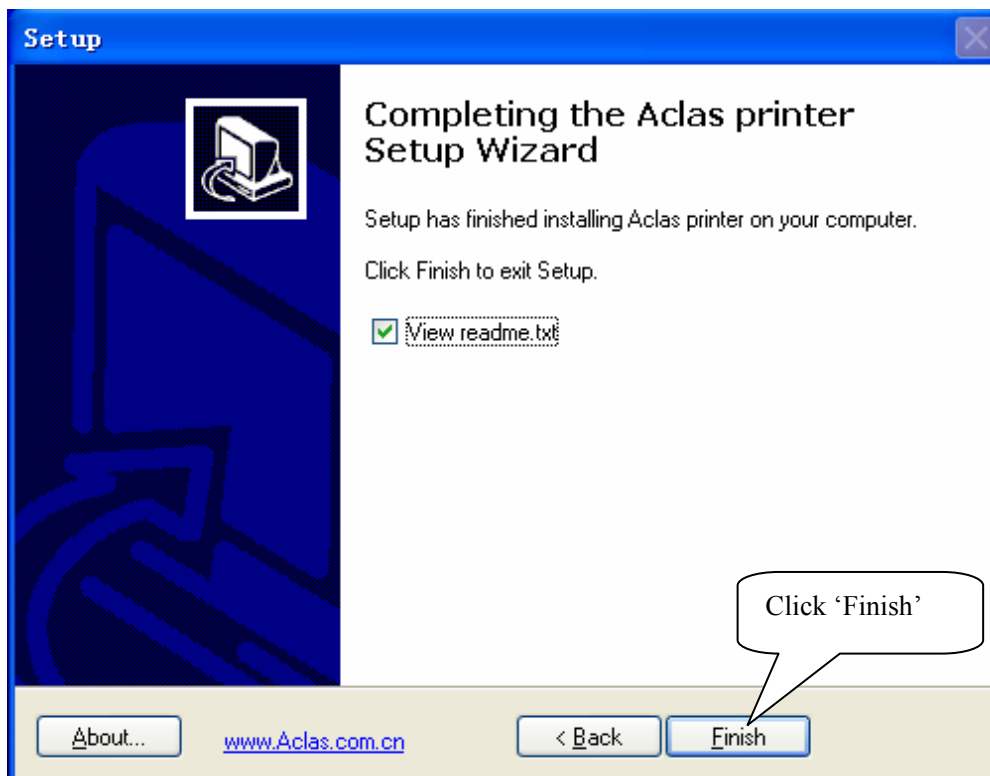 Setup
Completing the Aclas printer
Setup Wizard
Setup has finished installing Aclas printer on your computer.
Click Finish to exit Setup.
View readme.txt
Click ‘Finish’
About...
www.Aclas.com.cn
< Back
Finish